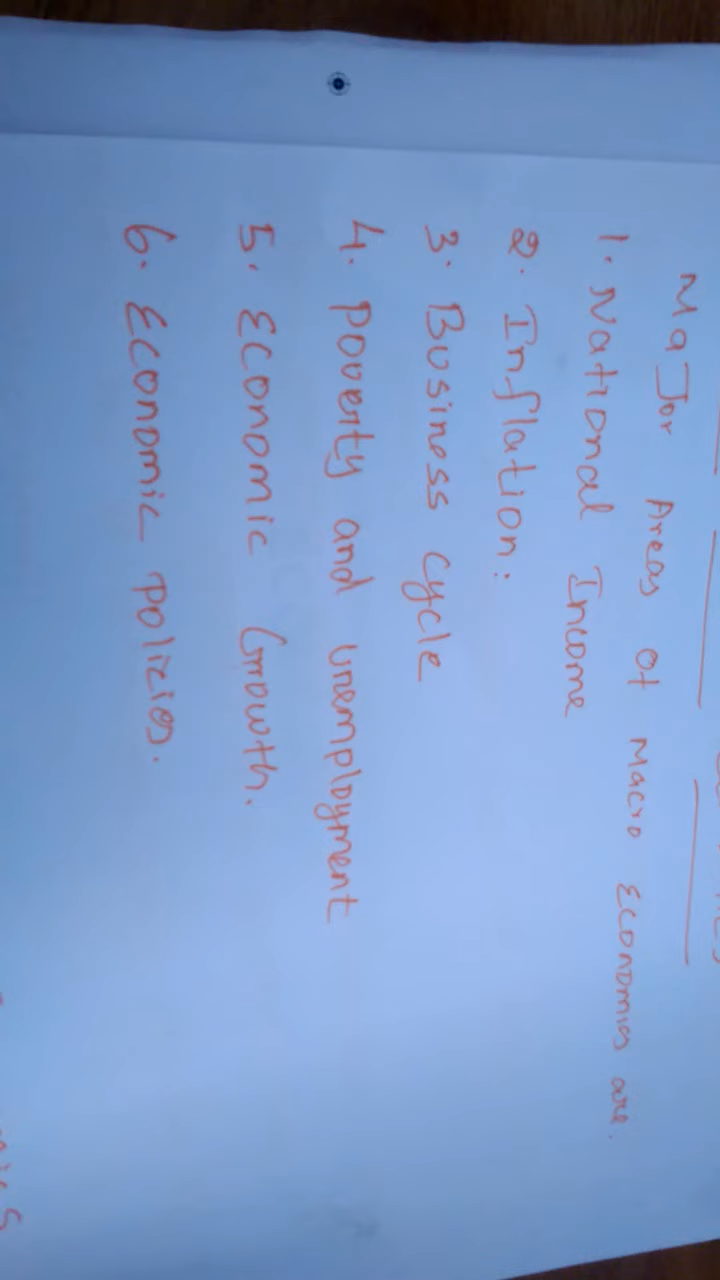 Major Areas of Macro Economics are.
1. National Income
2. Inflation:
3. Business cycle
4. Poverty and Unemployment
5. Economic Growth.
6. Economic policies.